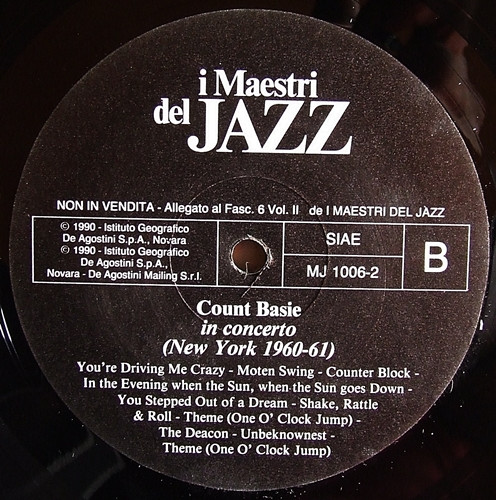 i Maestri
del JAZZ
NON IN VENDITA - Allegato al Fasc. 6 Vol. II de I MAESTRI DEL JAZZ
© 1990 - Istituto Geografico
De Agostini S.p.A., Novara
℗ 1990 - Istituto Geografico
De Agostini S.p.A.,
Novara - De Agostini Mailing S.r.l.
SIAE
MJ 1006-2
B
Count Basie
in concerto
(New York 1960-61)
You're Driving Me Crazy - Moten Swing - Counter Block -
In the Evening when the Sun, when the Sun goes Down -
You Stepped Out of a Dream - Shake, Rattle
& Roll - Theme (One O' Clock Jump) -
The Deacon - Unbeknownest -
Theme (One O' Clock Jump)